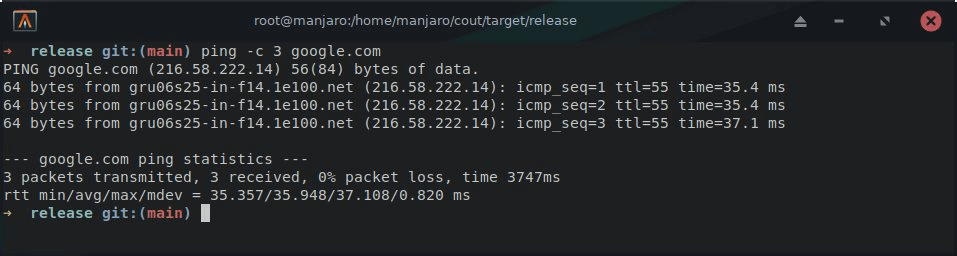 root@manjaro:/home/manjaro/cout/target/release
➜  release git:(main) ping -c 3 google.com
PING google.com (216.58.222.14) 56(84) bytes of data.
64 bytes from gru06s25-in-f14.1e100.net (216.58.222.14): icmp_seq=1 ttl=55 time=35.4 ms
64 bytes from gru06s25-in-f14.1e100.net (216.58.222.14): icmp_seq=2 ttl=55 time=35.4 ms
64 bytes from gru06s25-in-f14.1e100.net (216.58.222.14): icmp_seq=3 ttl=55 time=37.1 ms
--- google.com ping statistics ---
3 packets transmitted, 3 received, 0% packet loss, time 3747ms
rtt min/avg/max/mdev = 35.357/35.948/37.108/0.820 ms
➜  release git:(main)